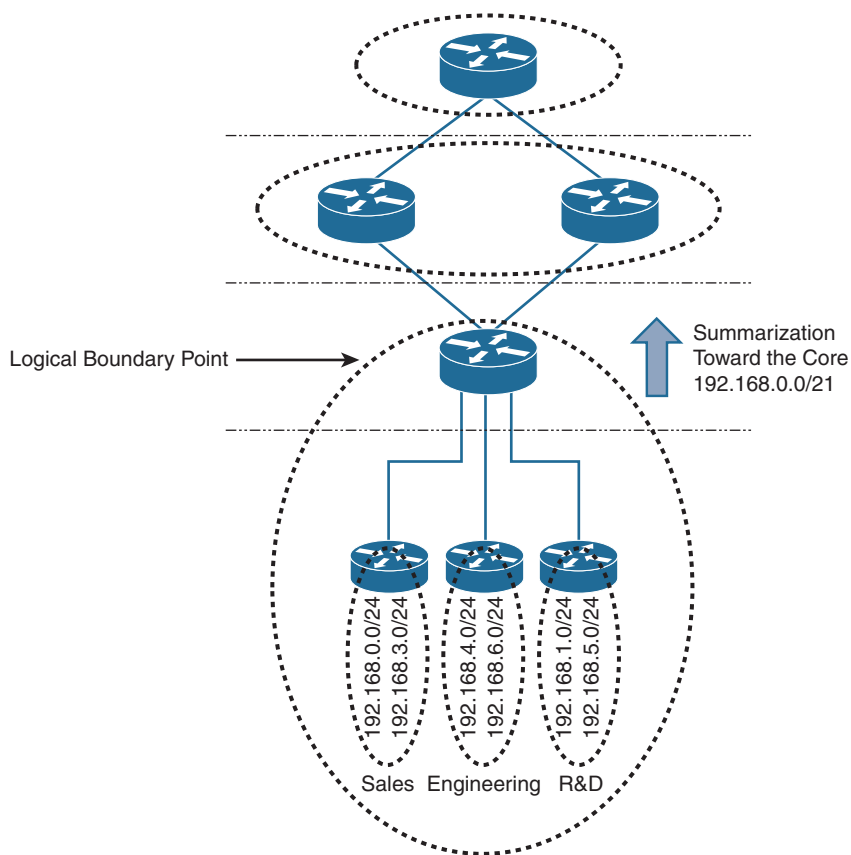 Logical Boundary Point
Summarization
Toward the Core
192.168.0.0/21
192.168.0.0/24
192.168.3.0/24
192.168.4.0/24
192.168.6.0/24
192.168.1.0/24
192.168.5.0/24
Sales
Engineering
R&D